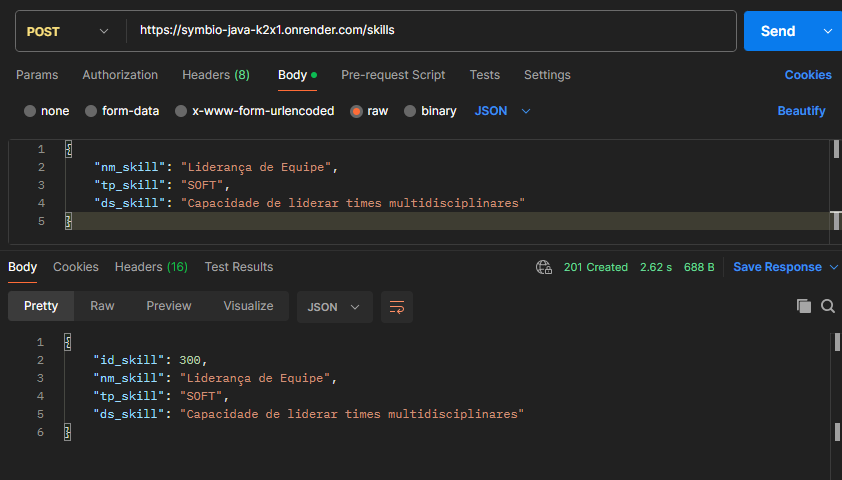 POST https://symbio-java-k2x1.onrender.com/skills Send
Params Authorization Headers (8) Body Pre-request Script Tests Settings Cookies
none form-data x-www-form-urlencoded raw binary JSON Beautify
1 {
2 "nm_skill": "Liderança de Equipe",
3 "tp_skill": "SOFT",
4 "ds_skill": "Capacidade de liderar times multidisciplinares"
5 }
Body Cookies Headers (16) Test Results 201 Created 2.62 s 688 B Save Response
Pretty Raw Preview Visualize JSON
1 {
2 "id_skill": 300,
3 "nm_skill": "Liderança de Equipe",
4 "tp_skill": "SOFT",
5 "ds_skill": "Capacidade de liderar times multidisciplinares"
6 }